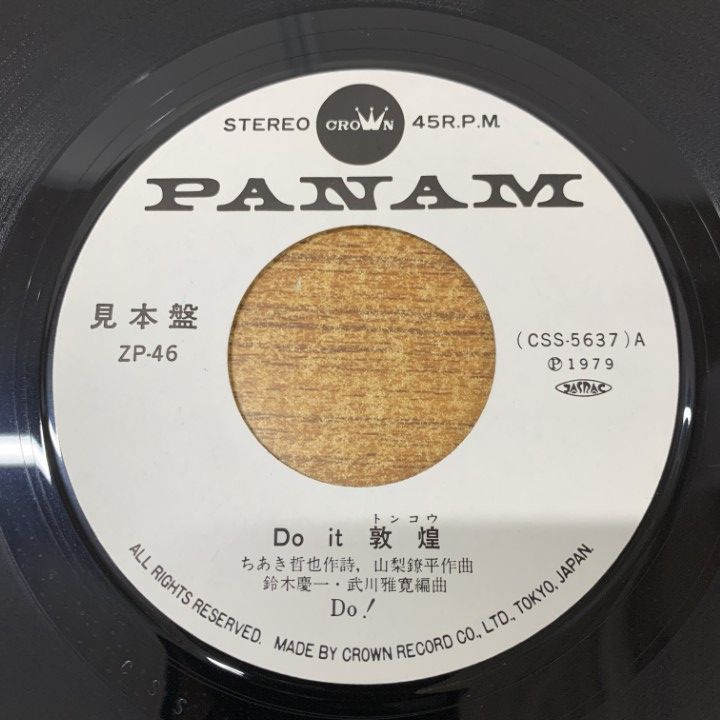 STEREO CROWN 45R.P.M.
PANAM
見本盤
ZP-46
(CSS-5637)A
Ⓟ1979
JASRAC
トンコウ
Do it 敦煌
ちあき哲也作詩, 山梨鐐平作曲
鈴木慶一・武川雅寛編曲
Do!
ALL RIGHTS RESERVED. MADE BY CROWN RECORD CO., LTD., TOKYO, JAPAN.
CSS